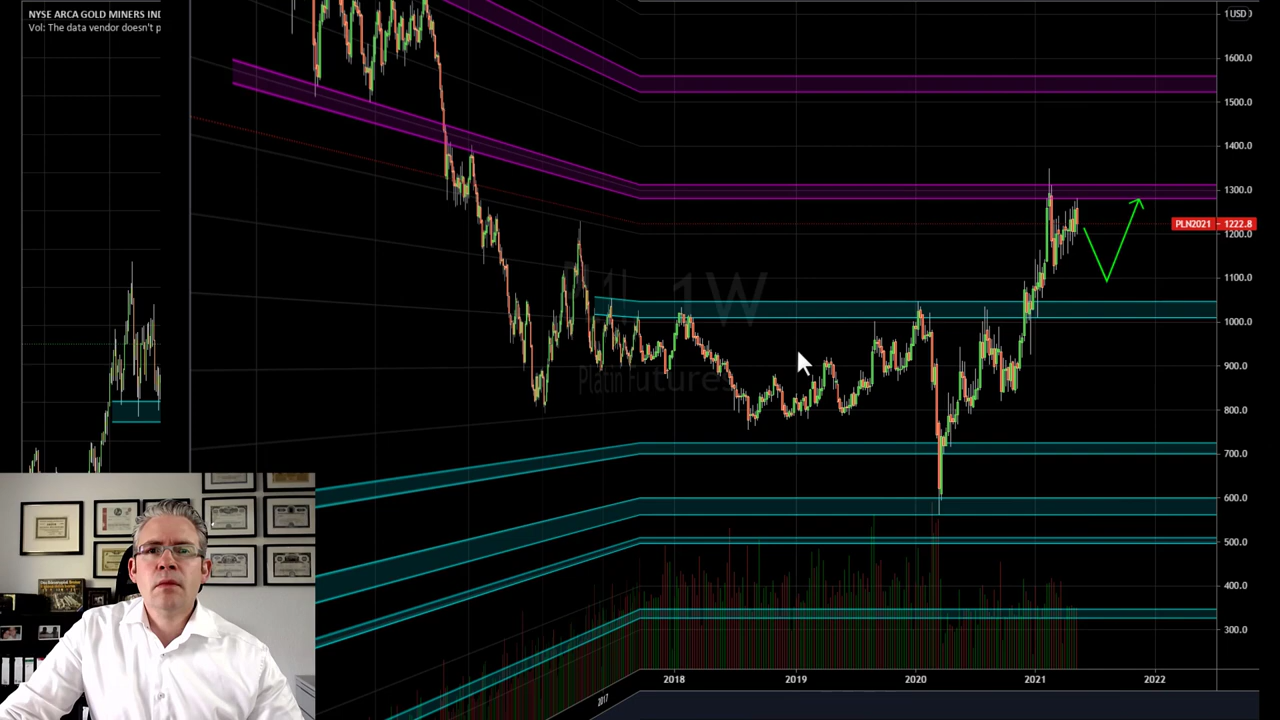 NYSE ARCA GOLD MINERS IND
Vol: The data vendor doesn't p
1W
Platin Futures
USD
1600.0
1500.0
1400.0
1300.0
PLN2021 1222.8
1200.0
1100.0
1000.0
900.0
800.0
700.0
600.0
500.0
400.0
300.0
2017
2018 2019 2020 2021 2022